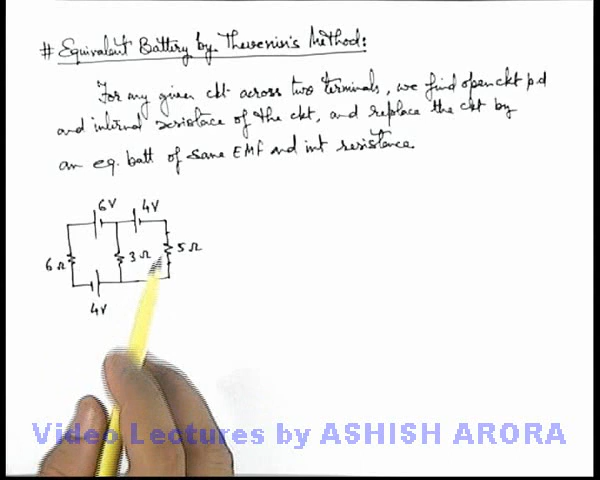 # Equivalent Battery by Thevenin's Method:
For any given ckt across two terminals, we find open ckt p.d
and internal resistace of the ckt, and replace the ckt by
an eq. batt of same EMF and int resistance.
6V 4V
6Ω 3Ω 5Ω
4V
Video Lectures by ASHISH ARORA